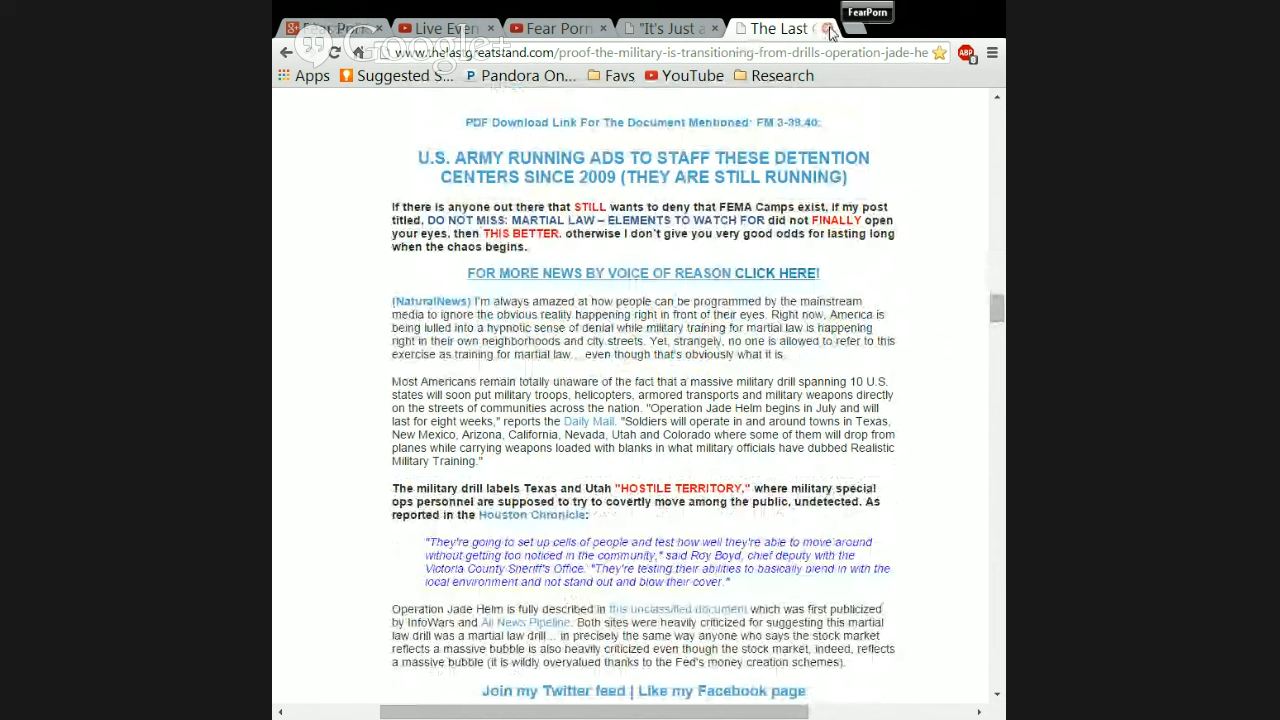 FearPorn
Fear Porn
Live Even
Fear Porn
"It's Just a
The Last
Google+
www.thelastgreatstand.com/proof-the-military-is-transitioning-from-drills-operation-jade-he
ABP
Apps
Suggested S...
Pandora On...
Favs
YouTube
Research
PDF Download Link For The Document Mentioned: FM 3-39.40:
U.S. ARMY RUNNING ADS TO STAFF THESE DETENTION
CENTERS SINCE 2009 (THEY ARE STILL RUNNING)
If there is anyone out there that STILL wants to deny that FEMA Camps exist, if my post
titled, DO NOT MISS: MARTIAL LAW – ELEMENTS TO WATCH FOR did not FINALLY open
your eyes, then THIS BETTER, otherwise I don't give you very good odds for lasting long
when the chaos begins.
FOR MORE NEWS BY VOICE OF REASON CLICK HERE!
(NaturalNews) I'm always amazed at how people can be programmed by the mainstream
media to ignore the obvious reality happening right in front of their eyes. Right now, America is
being lulled into a hypnotic sense of denial while military training for martial law is happening
right in their own neighborhoods and city streets. Yet, strangely, no one is allowed to refer to this
exercise as training for martial law... even though that's obviously what it is.
Most Americans remain totally unaware of the fact that a massive military drill spanning 10 U.S.
states will soon put military troops, helicopters, armored transports and military weapons directly
on the streets of communities across the nation. "Operation Jade Helm begins in July and will
last for eight weeks," reports the Daily Mail. "Soldiers will operate in and around towns in Texas,
New Mexico, Arizona, California, Nevada, Utah and Colorado where some of them will drop from
planes while carrying weapons loaded with blanks in what military officials have dubbed Realistic
Military Training."
The military drill labels Texas and Utah "HOSTILE TERRITORY," where military special
ops personnel are supposed to try to covertly move among the public, undetected. As
reported in the Houston Chronicle:
"They're going to set up cells of people and test how well they're able to move around
without getting too noticed in the community," said Roy Boyd, chief deputy with the
Victoria County Sheriff's Office. "They're testing their abilities to basically blend in with the
local environment and not stand out and blow their cover."
Operation Jade Helm is fully described in this unclassified document which was first publicized
by InfoWars and All News Pipeline. Both sites were heavily criticized for suggesting this martial
law drill was a martial law drill... in precisely the same way anyone who says the stock market
reflects a massive bubble is also heavily criticized even though the stock market, indeed, reflects
a massive bubble (it is wildly overvalued thanks to the Fed's money creation schemes).
Join my Twitter feed | Like my Facebook page